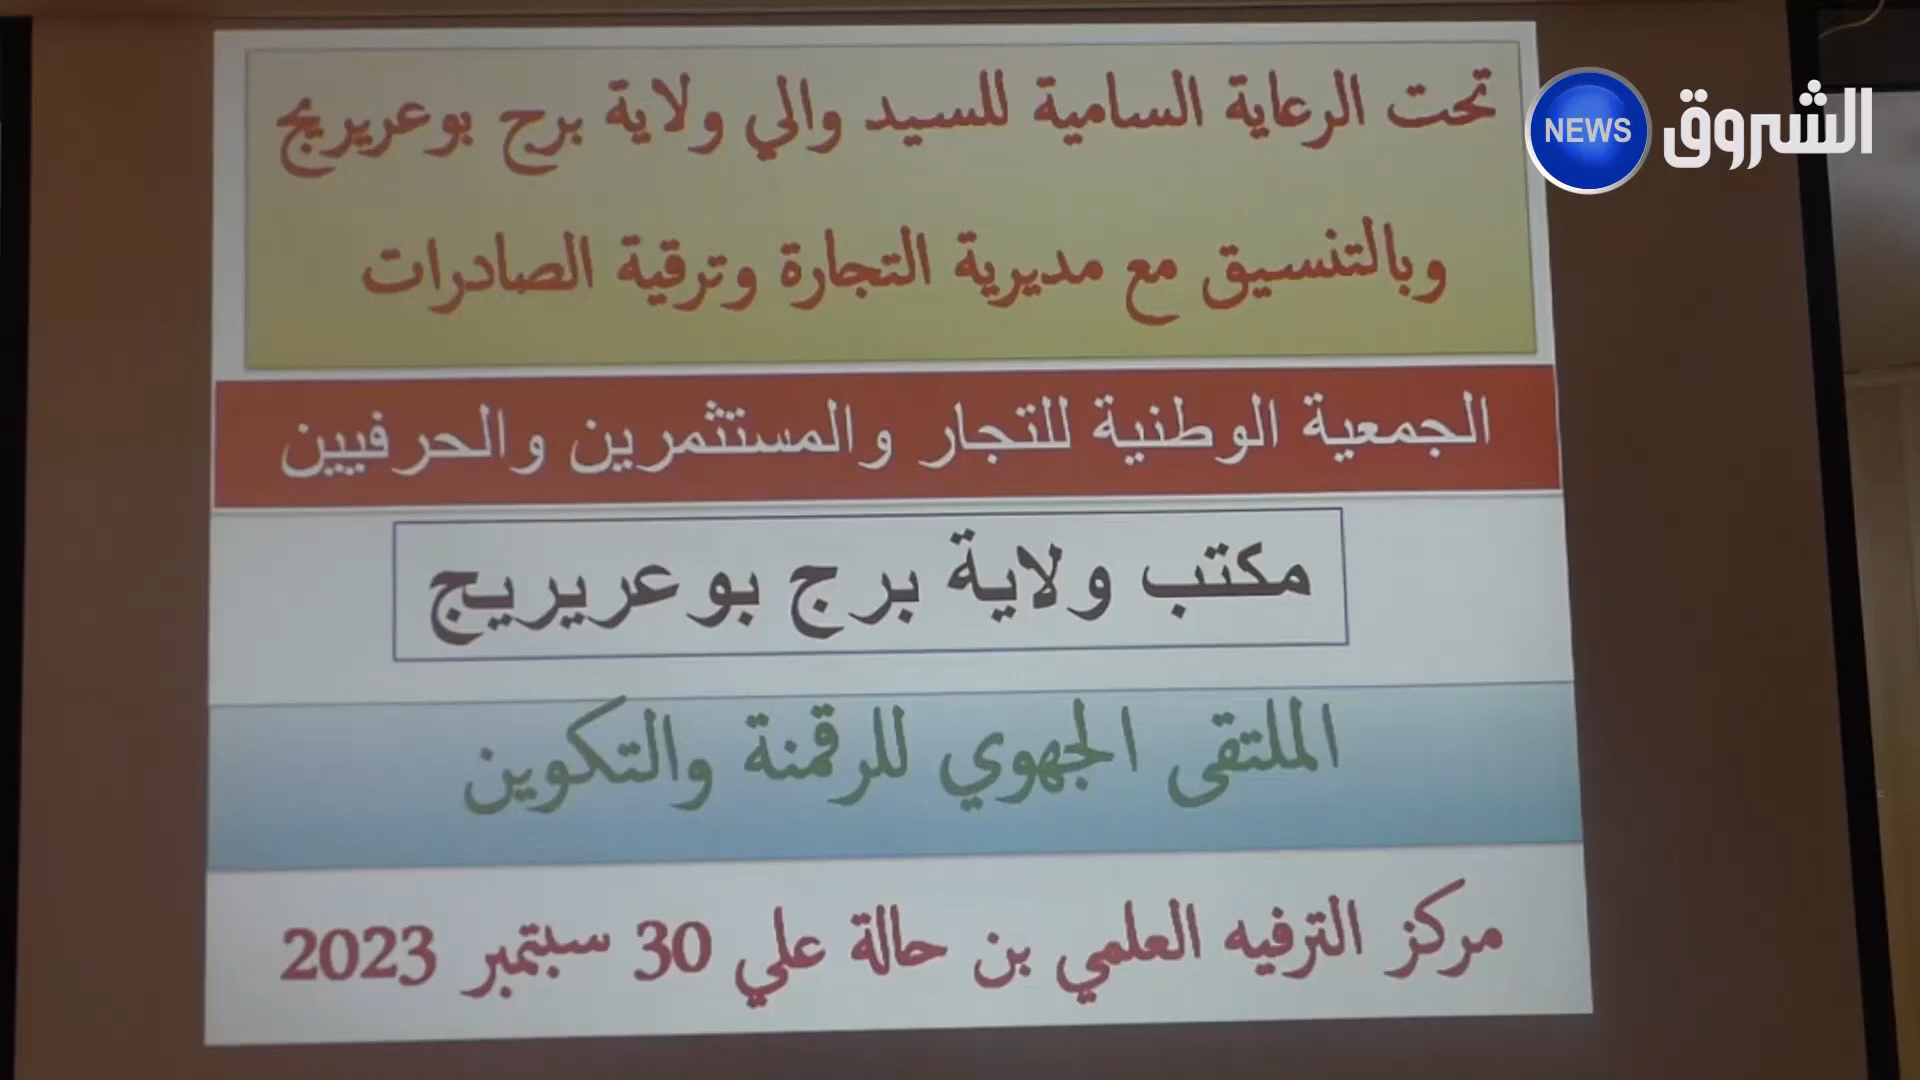 تحت الرعاية السامية للسيد والي ولاية برج بوعريريج
وبالتنسيق مع مديرية التجارة وترقية الصادرات
الجمعية الوطنية للتجار والمستثمرين والحرفيين
مكتب ولاية برج بوعريريج
الملتقى الجهوي للرقمنة والتكوين
مركز الترفيه العلمي بن حالة علي 30 سبتمبر 2023
الشروق NEWS